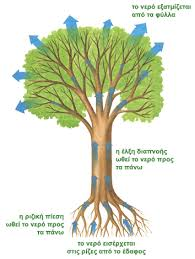 το νερό εξατμίζεται
από τα φύλλα
η έλξη διαπνοής
ωθεί το νερό προς
τα πάνω
η ριζική πίεση
ωθεί το νερό προς
τα πάνω
το νερό εισέρχεται
στις ρίζες από το έδαφος